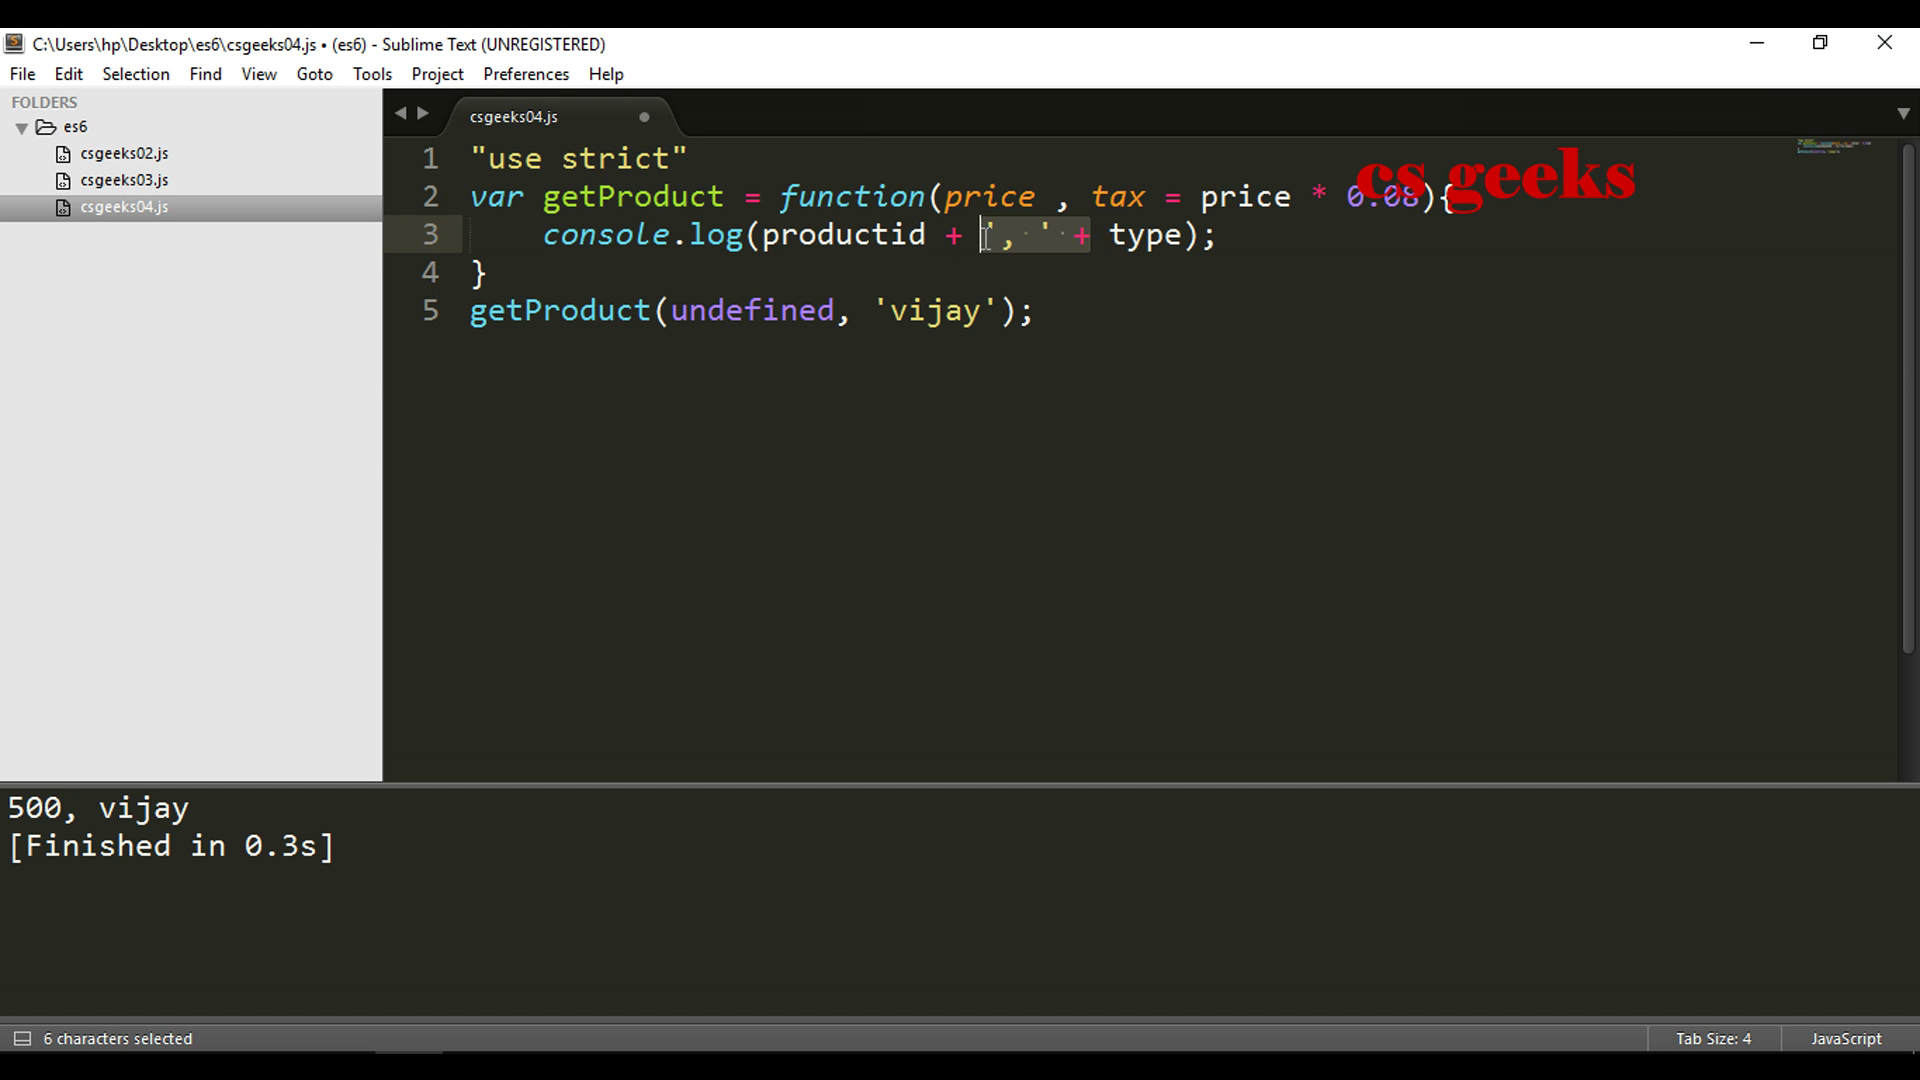 C:\Users\hp\Desktop\es6\csgeeks04.js • (es6) - Sublime Text (UNREGISTERED)
File Edit Selection Find View Goto Tools Project Preferences Help
FOLDERS
es6
csgeeks02.js
csgeeks03.js
csgeeks04.js
csgeeks04.js
cs geeks
1 "use strict"
2 var getProduct = function(price , tax = price * 0.08){
3 console.log(productid + ', ' + type);
4 }
5 getProduct(undefined, 'vijay');
500, vijay
[Finished in 0.3s]
6 characters selected
Tab Size: 4
JavaScript